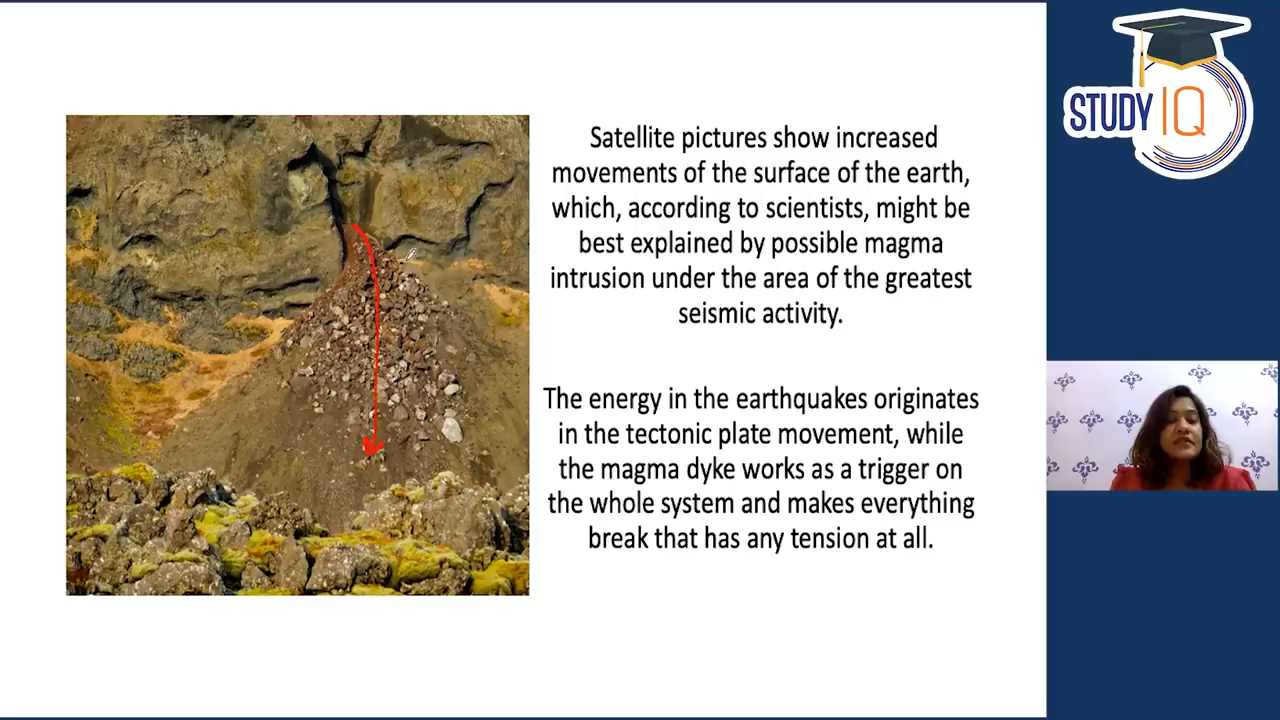 Satellite pictures show increased
movements of the surface of the earth,
which, according to scientists, might be
best explained by possible magma
intrusion under the area of the greatest
seismic activity.
The energy in the earthquakes originates
in the tectonic plate movement, while
the magma dyke works as a trigger on
the whole system and makes everything
break that has any tension at all.
STUDY IQ